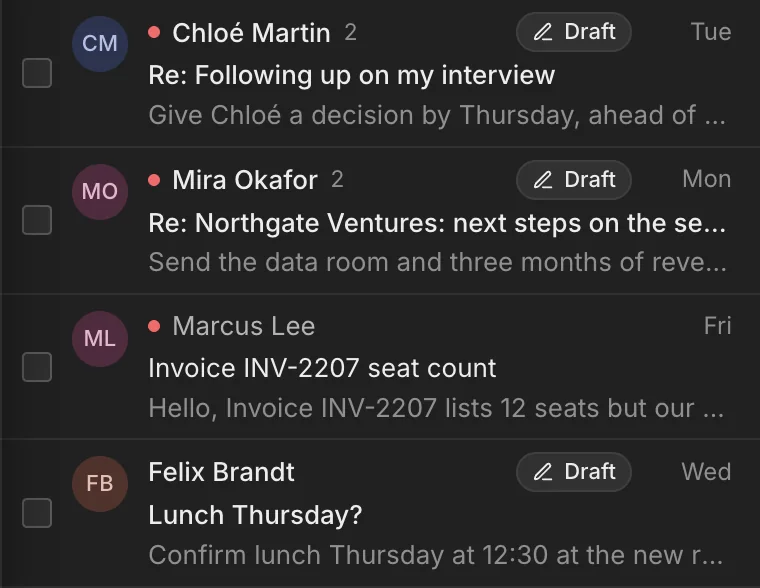 CM Chloé Martin 2 Draft Tue
Re: Following up on my interview
Give Chloé a decision by Thursday, ahead of ...
MO Mira Okafor 2 Draft Mon
Re: Northgate Ventures: next steps on the se...
Send the data room and three months of reve...
ML Marcus Lee Fri
Invoice INV-2207 seat count
Hello, Invoice INV-2207 lists 12 seats but our ...
FB Felix Brandt Draft Wed
Lunch Thursday?
Confirm lunch Thursday at 12:30 at the new r...